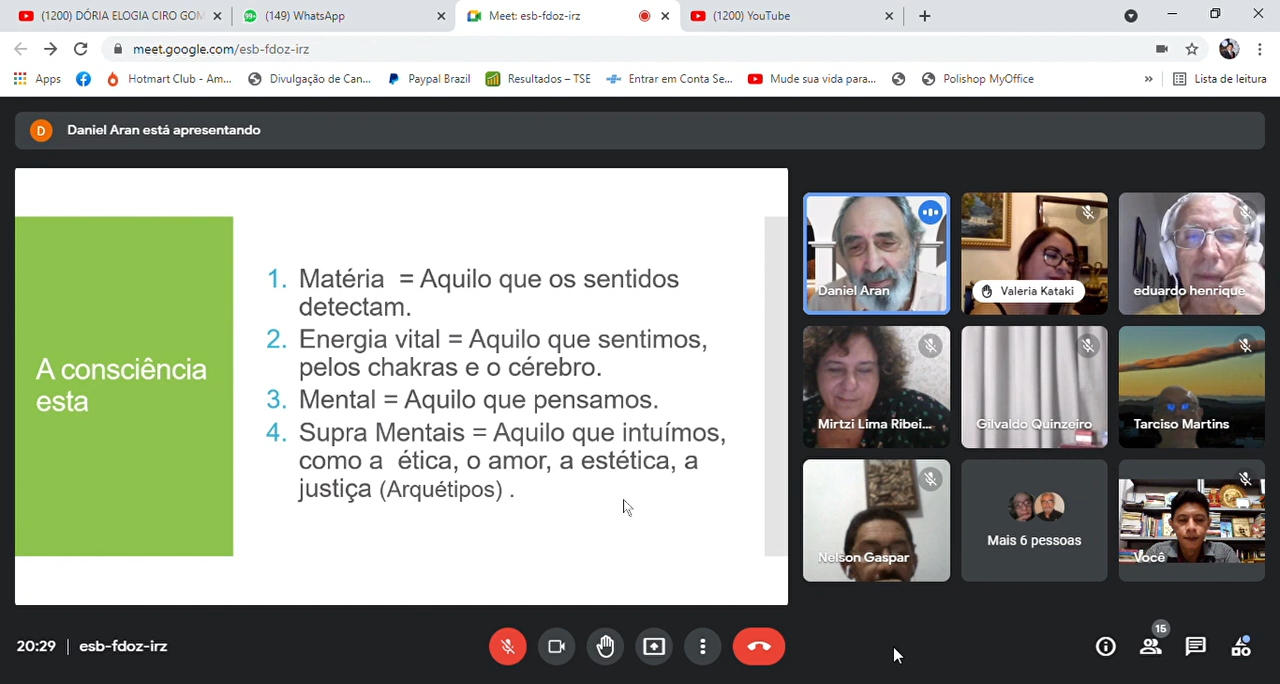 (1200) DÓRIA ELOGIA CIRO GOM
(149) WhatsApp
Meet: esb-fdoz-irz
(1200) YouTube
meet.google.com/esb-fdoz-irz
Apps
Hotmart Club - Am...
Divulgação de Can...
Paypal Brazil
Resultados – TSE
Entrar em Conta Se...
Mude sua vida para...
Polishop MyOffice
»
Lista de leitura
D
Daniel Aran está apresentando
A consciência
esta
1. Matéria = Aquilo que os sentidos
detectam.
2. Energia vital = Aquilo que sentimos,
pelos chakras e o cérebro.
3. Mental = Aquilo que pensamos.
4. Supra Mentais = Aquilo que intuímos,
como a ética, o amor, a estética, a
justiça (Arquétipos) .
Daniel Aran
Valeria Kataki
eduardo henrique
Mirtzi Lima Ribei...
Gilvaldo Quinzeiro
Tarciso Martins
Nelson Gaspar
Mais 6 pessoas
Você
20:29 | esb-fdoz-irz
15